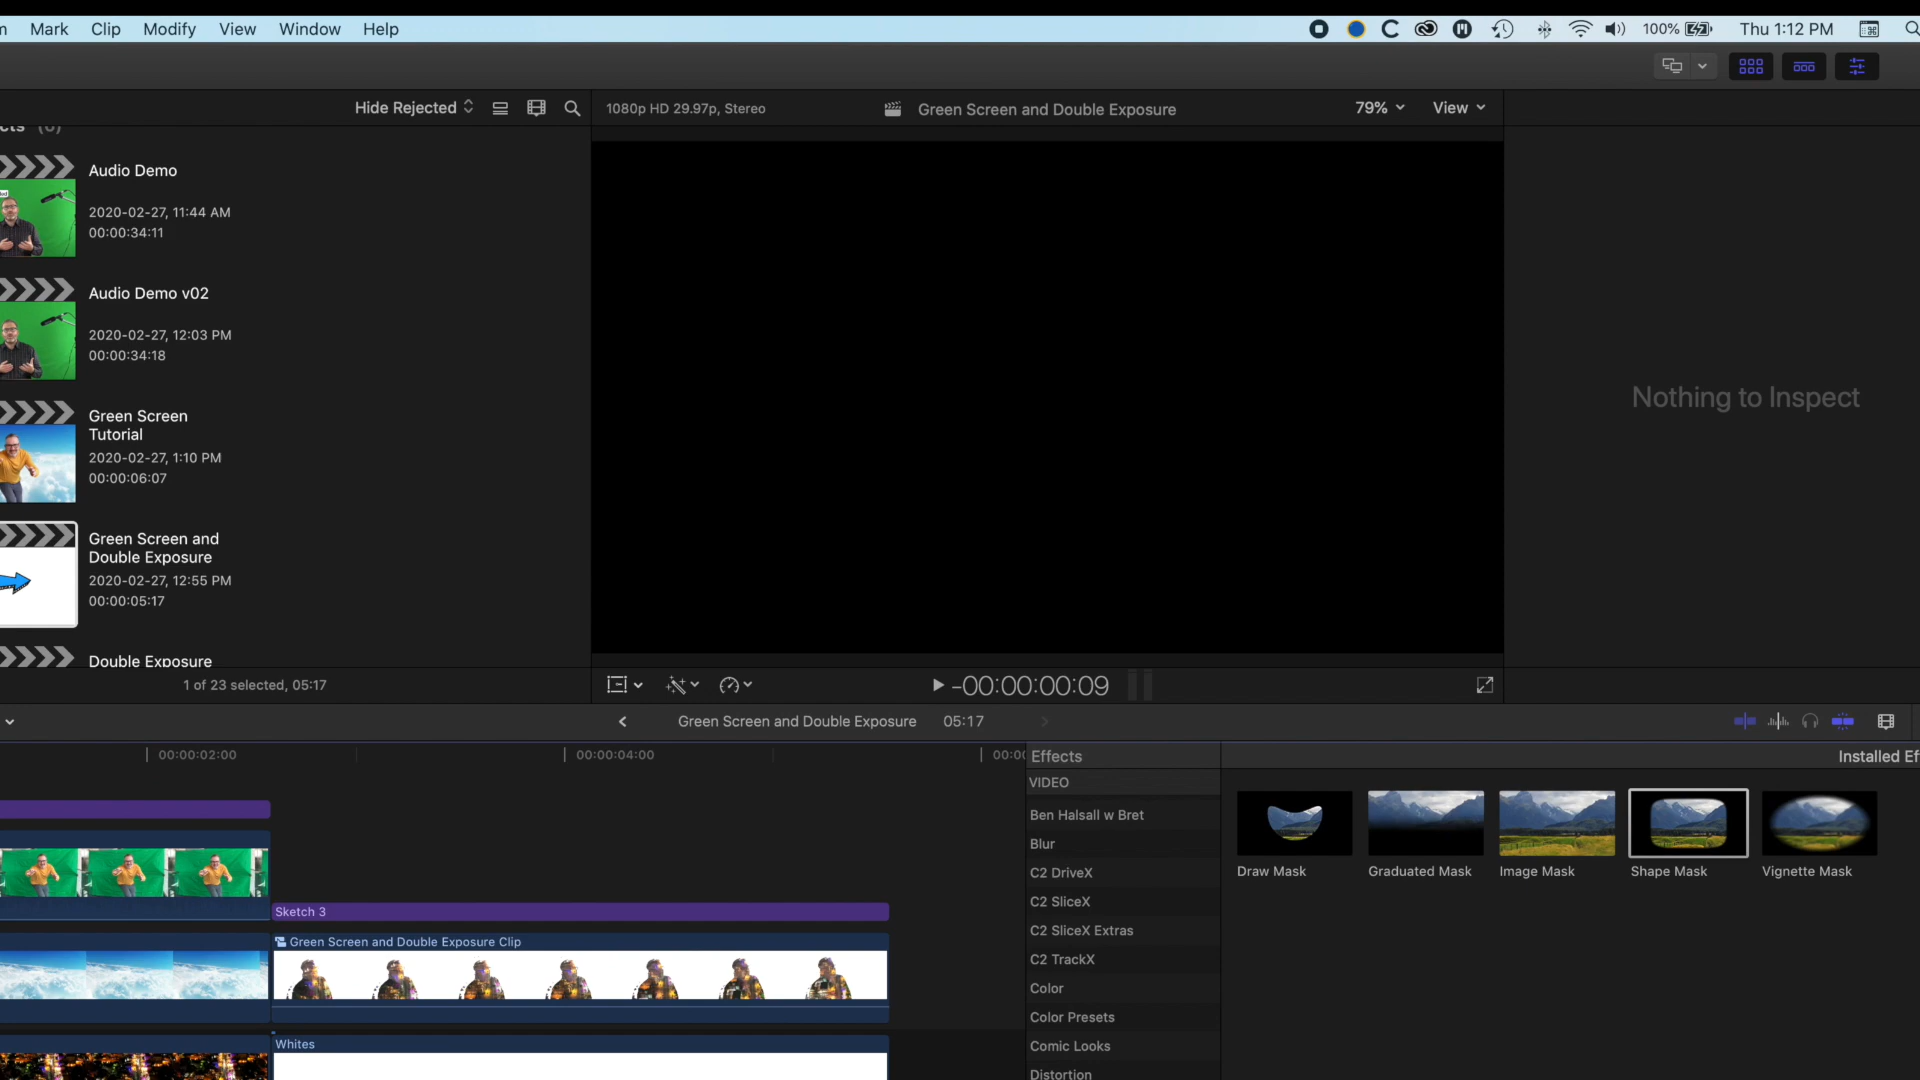 Mark Clip Modify View Window Help
100% Thu 1:12 PM
Hide Rejected
1080p HD 29.97p, Stereo
Green Screen and Double Exposure
79% View
Audio Demo
2020-02-27, 11:44 AM
00:00:34:11
Audio Demo v02
2020-02-27, 12:03 PM
00:00:34:18
Green Screen
Tutorial
2020-02-27, 1:10 PM
00:00:06:07
Green Screen and
Double Exposure
2020-02-27, 12:55 PM
00:00:05:17
Double Exposure
1 of 23 selected, 05:17
Nothing to Inspect
-00:00:00:09
Green Screen and Double Exposure 05:17
00:00:02:00
00:00:04:00
00:00
Sketch 3
Green Screen and Double Exposure Clip
Whites
Effects
Installed Ef
VIDEO
Ben Halsall w Bret
Blur
C2 DriveX
C2 SliceX
C2 SliceX Extras
C2 TrackX
Color
Color Presets
Comic Looks
Distortion
Draw Mask
Graduated Mask
Image Mask
Shape Mask
Vignette Mask